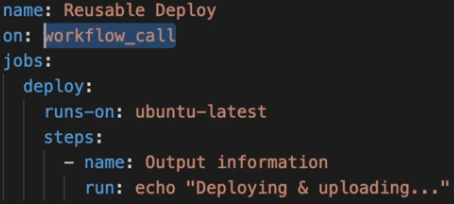 name: Reusable Deploy
on: workflow_call
jobs:
  deploy:
    runs-on: ubuntu-latest
    steps:
      - name: Output information
        run: echo "Deploying & uploading..."